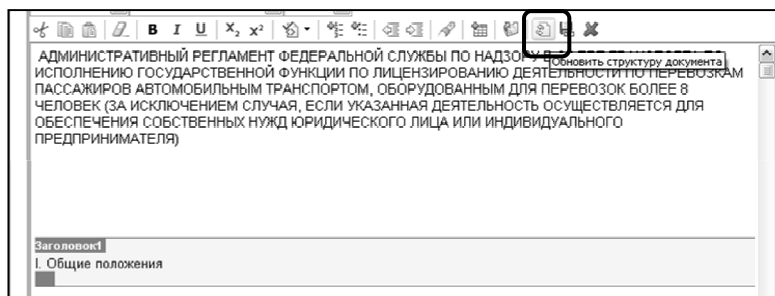 B I U X₂ x²
АДМИНИСТРАТИВНЫЙ РЕГЛАМЕНТ ФЕДЕРАЛЬНОЙ СЛУЖБЫ ПО НАДЗОРУ
Обновить структуру документа
ИСПОЛНЕНИЮ ГОСУДАРСТВЕННОЙ ФУНКЦИИ ПО ЛИЦЕНЗИРОВАНИЮ ДЕЯТЕЛЬНОСТИ ПО ПЕРЕВОЗКАМ
ПАССАЖИРОВ АВТОМОБИЛЬНЫМ ТРАНСПОРТОМ, ОБОРУДОВАННЫМ ДЛЯ ПЕРЕВОЗОК БОЛЕЕ 8
ЧЕЛОВЕК (ЗА ИСКЛЮЧЕНИЕМ СЛУЧАЯ, ЕСЛИ УКАЗАННАЯ ДЕЯТЕЛЬНОСТЬ ОСУЩЕСТВЛЯЕТСЯ ДЛЯ
ОБЕСПЕЧЕНИЯ СОБСТВЕННЫХ НУЖД ЮРИДИЧЕСКОГО ЛИЦА ИЛИ ИНДИВИДУАЛЬНОГО
ПРЕДПРИНИМАТЕЛЯ)
Заголовок1
I. Общие положения